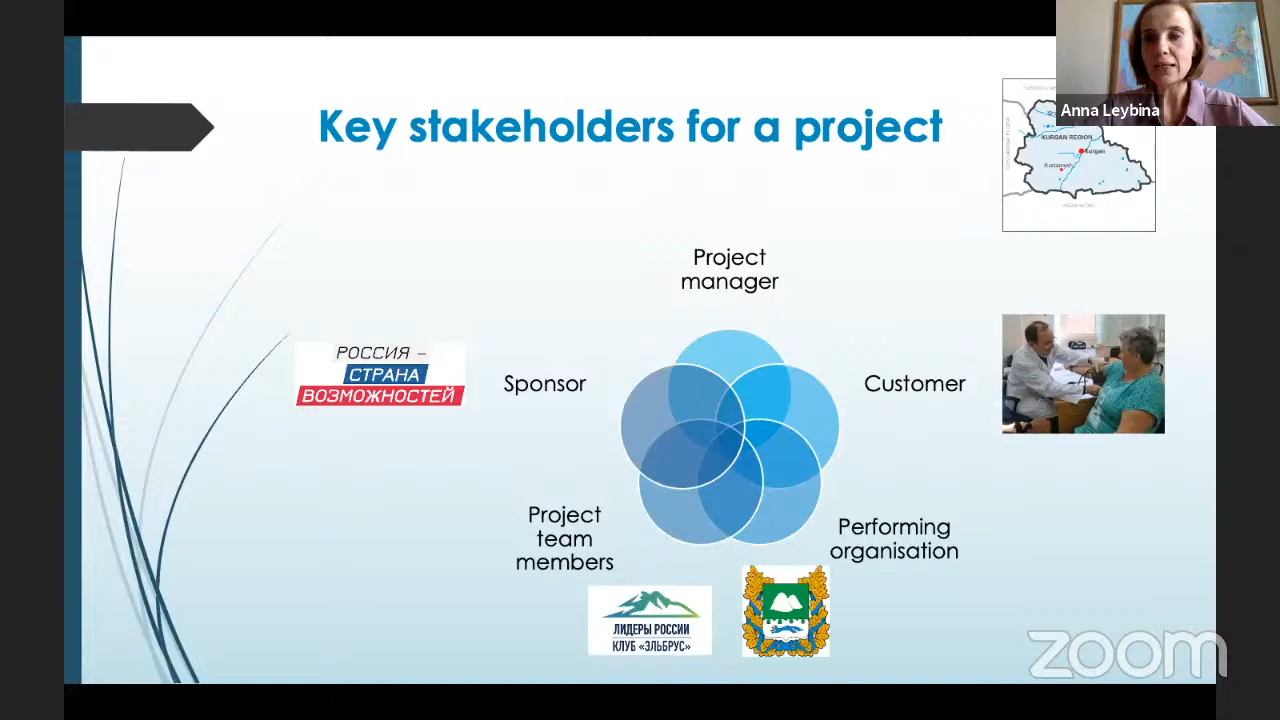 Key stakeholders for a project
Anna Leybina
KURGAN REGION
Kurgan
Project
manager
РОССИЯ –
СТРАНА
ВОЗМОЖНОСТЕЙ
Sponsor
Customer
Project
team
members
Performing
organisation
ЛИДЕРЫ РОССИИ
КЛУБ «ЭЛЬБРУС»
zoom